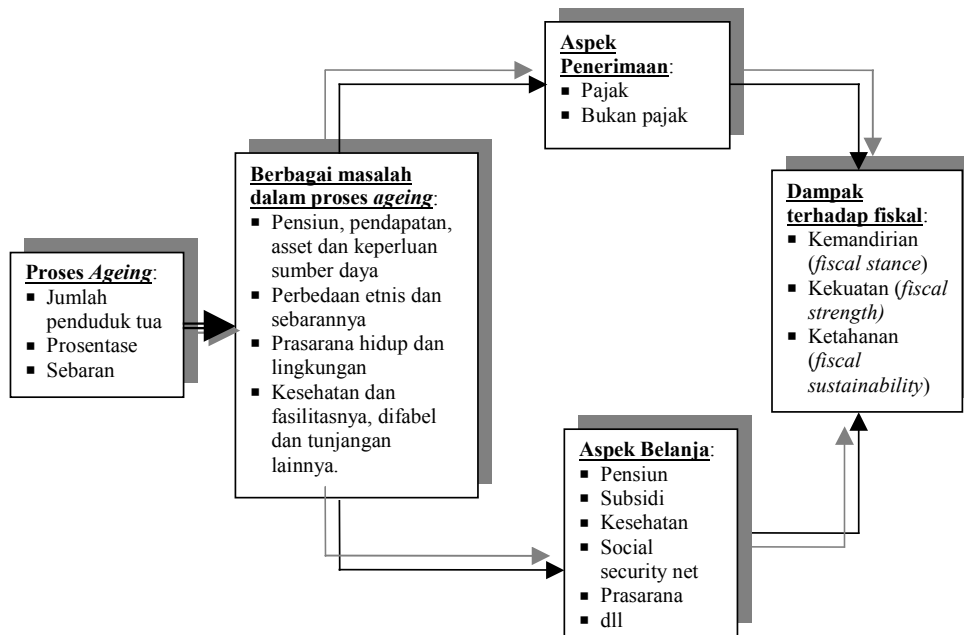 Proses Ageing:
▪ Jumlah
penduduk tua
▪ Prosentase
▪ Sebaran
Berbagai masalah
dalam proses ageing:
▪ Pensiun, pendapatan,
asset dan keperluan
sumber daya
▪ Perbedaan etnis dan
sebarannya
▪ Prasarana hidup dan
lingkungan
▪ Kesehatan dan
fasilitasnya, difabel
dan tunjangan
lainnya.
Aspek
Penerimaan:
▪ Pajak
▪ Bukan pajak
Aspek Belanja:
▪ Pensiun
▪ Subsidi
▪ Kesehatan
▪ Social
security net
▪ Prasarana
▪ dll
Dampak
terhadap fiskal:
▪ Kemandirian
(fiscal stance)
▪ Kekuatan (fiscal
strength)
▪ Ketahanan
(fiscal
sustainability)